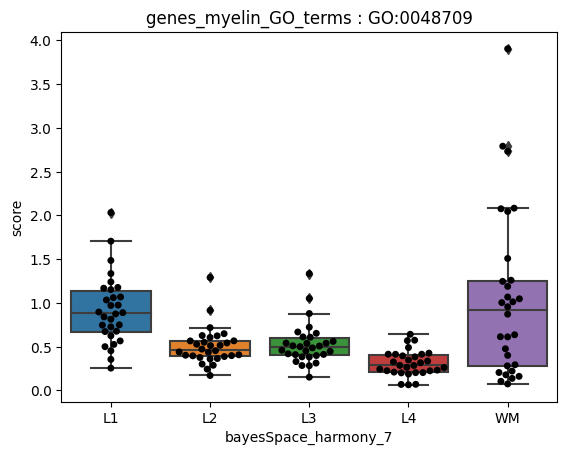 genes_myelin_GO_terms : GO:0048709
4.0
3.5
3.0
2.5
2.0
1.5
1.0
0.5
0.0
score
L1 L2 L3 L4 WM
bayesSpace_harmony_7